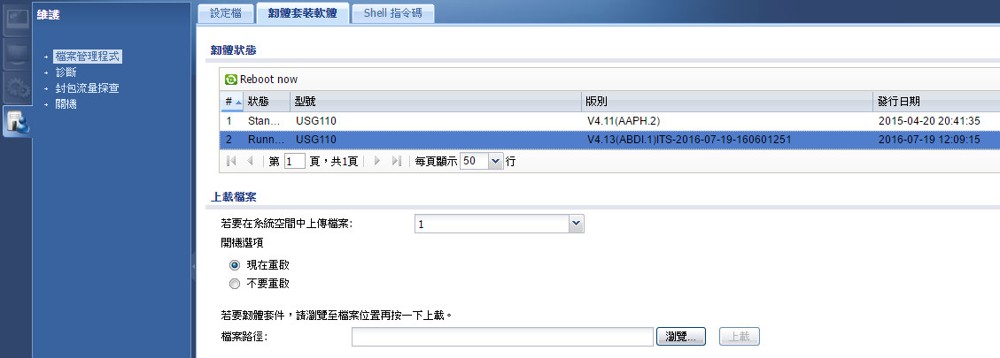 維護
檔案管理程式
診斷
封包流量探查
關機
設定檔 韌體套裝軟體 Shell 指令碼
韌體狀態
Reboot now
# 狀態 型號 版別 發行日期
1 Stan... USG110 V4.11(AAPH.2) 2015-04-20 20:41:35
2 Runn... USG110 V4.13(ABDI.1)ITS-2016-07-19-160601251 2016-07-19 12:09:15
第 1 頁，共1頁 每頁顯示 50 行
上載檔案
若要在系統空間中上傳檔案: 1
開機選項
現在重啟
不要重啟
若要韌體套件，請瀏覽至檔案位置再按一下上載。
檔案路徑: 瀏覽... 上載